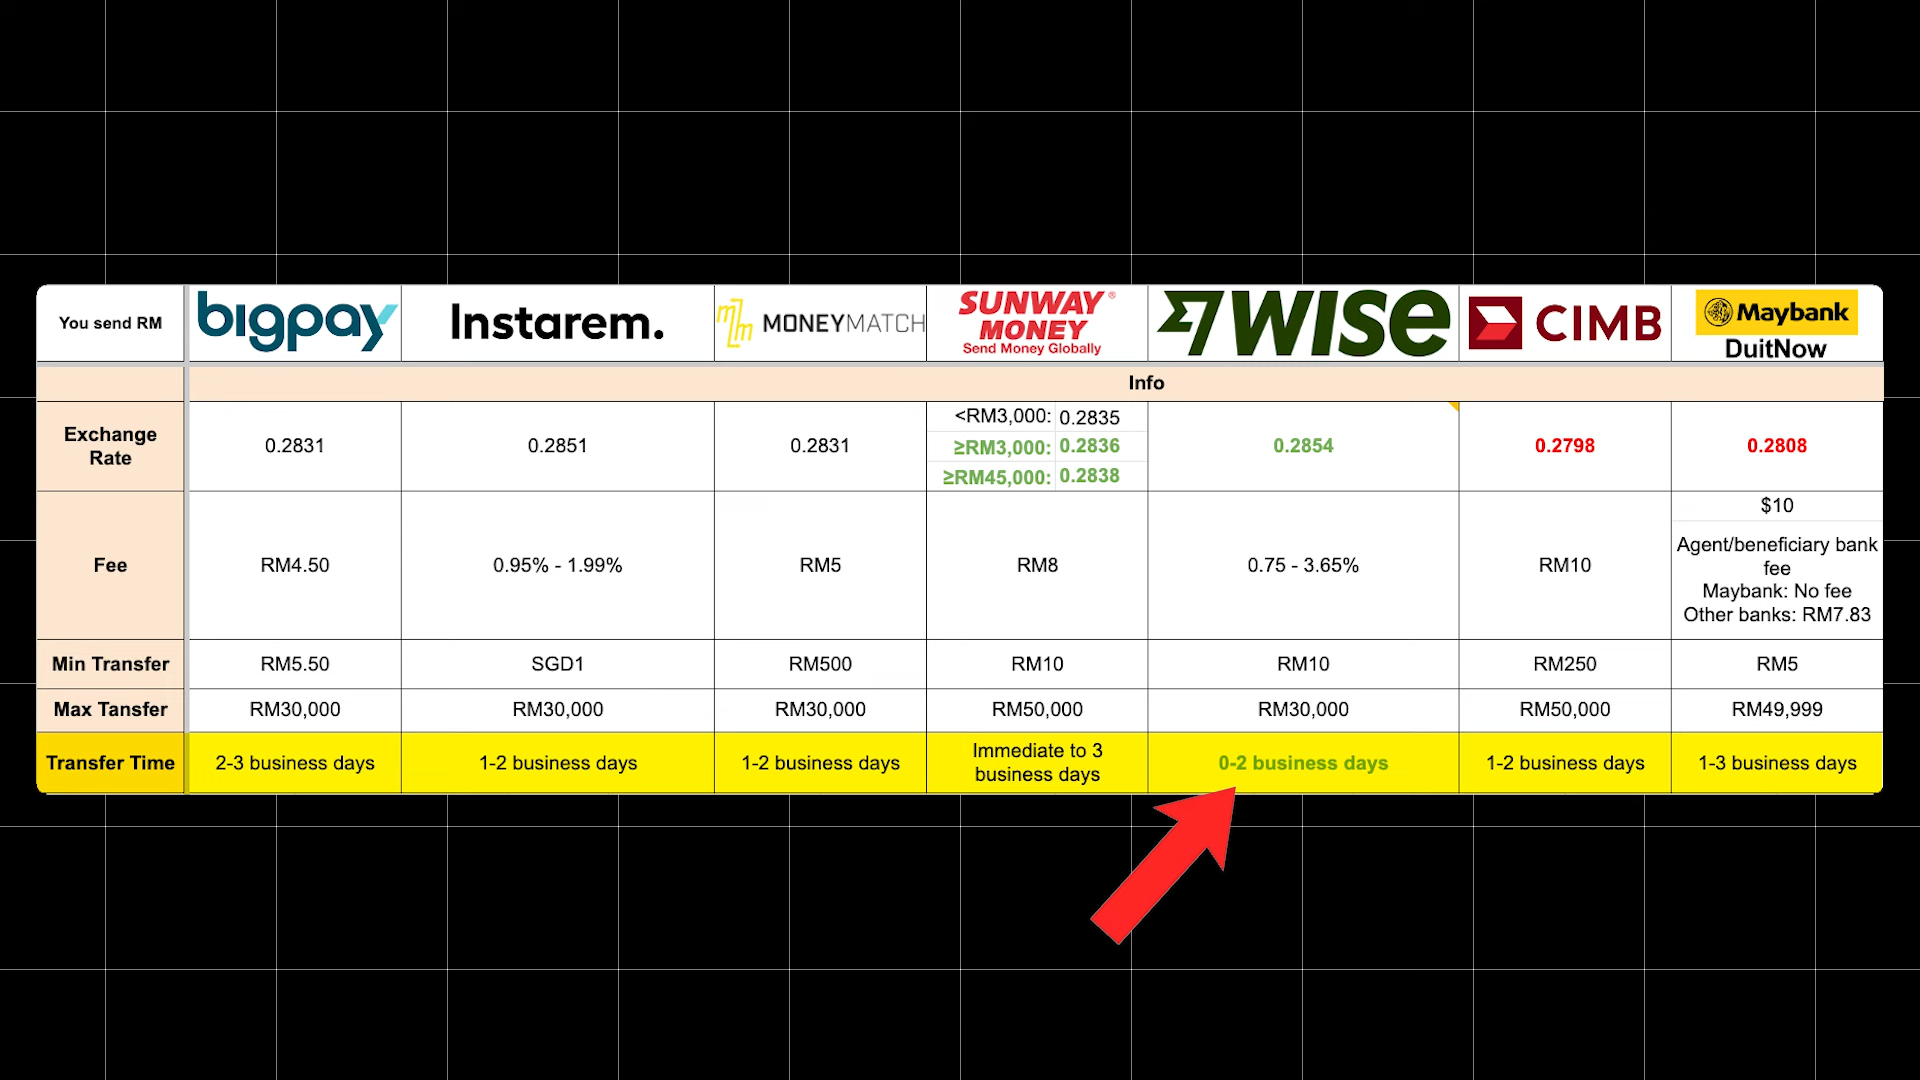 You send RM
bigpay
Instarem.
mm MONEYMATCH
SUNWAY®
MONEY
Send Money Globally
WISE
CIMB
Maybank
DuitNow
Info
Exchange
Rate
0.2831
0.2851
0.2831
<RM3,000: 0.2835
≥RM3,000: 0.2836
≥RM45,000: 0.2838
0.2854
0.2798
0.2808
Fee
RM4.50
0.95% - 1.99%
RM5
RM8
0.75 - 3.65%
RM10
$10
Agent/beneficiary bank
fee
Maybank: No fee
Other banks: RM7.83
Min Transfer
RM5.50
SGD1
RM500
RM10
RM10
RM250
RM5
Max Tansfer
RM30,000
RM30,000
RM30,000
RM50,000
RM30,000
RM50,000
RM49,999
Transfer Time
2-3 business days
1-2 business days
1-2 business days
Immediate to 3
business days
0-2 business days
1-2 business days
1-3 business days